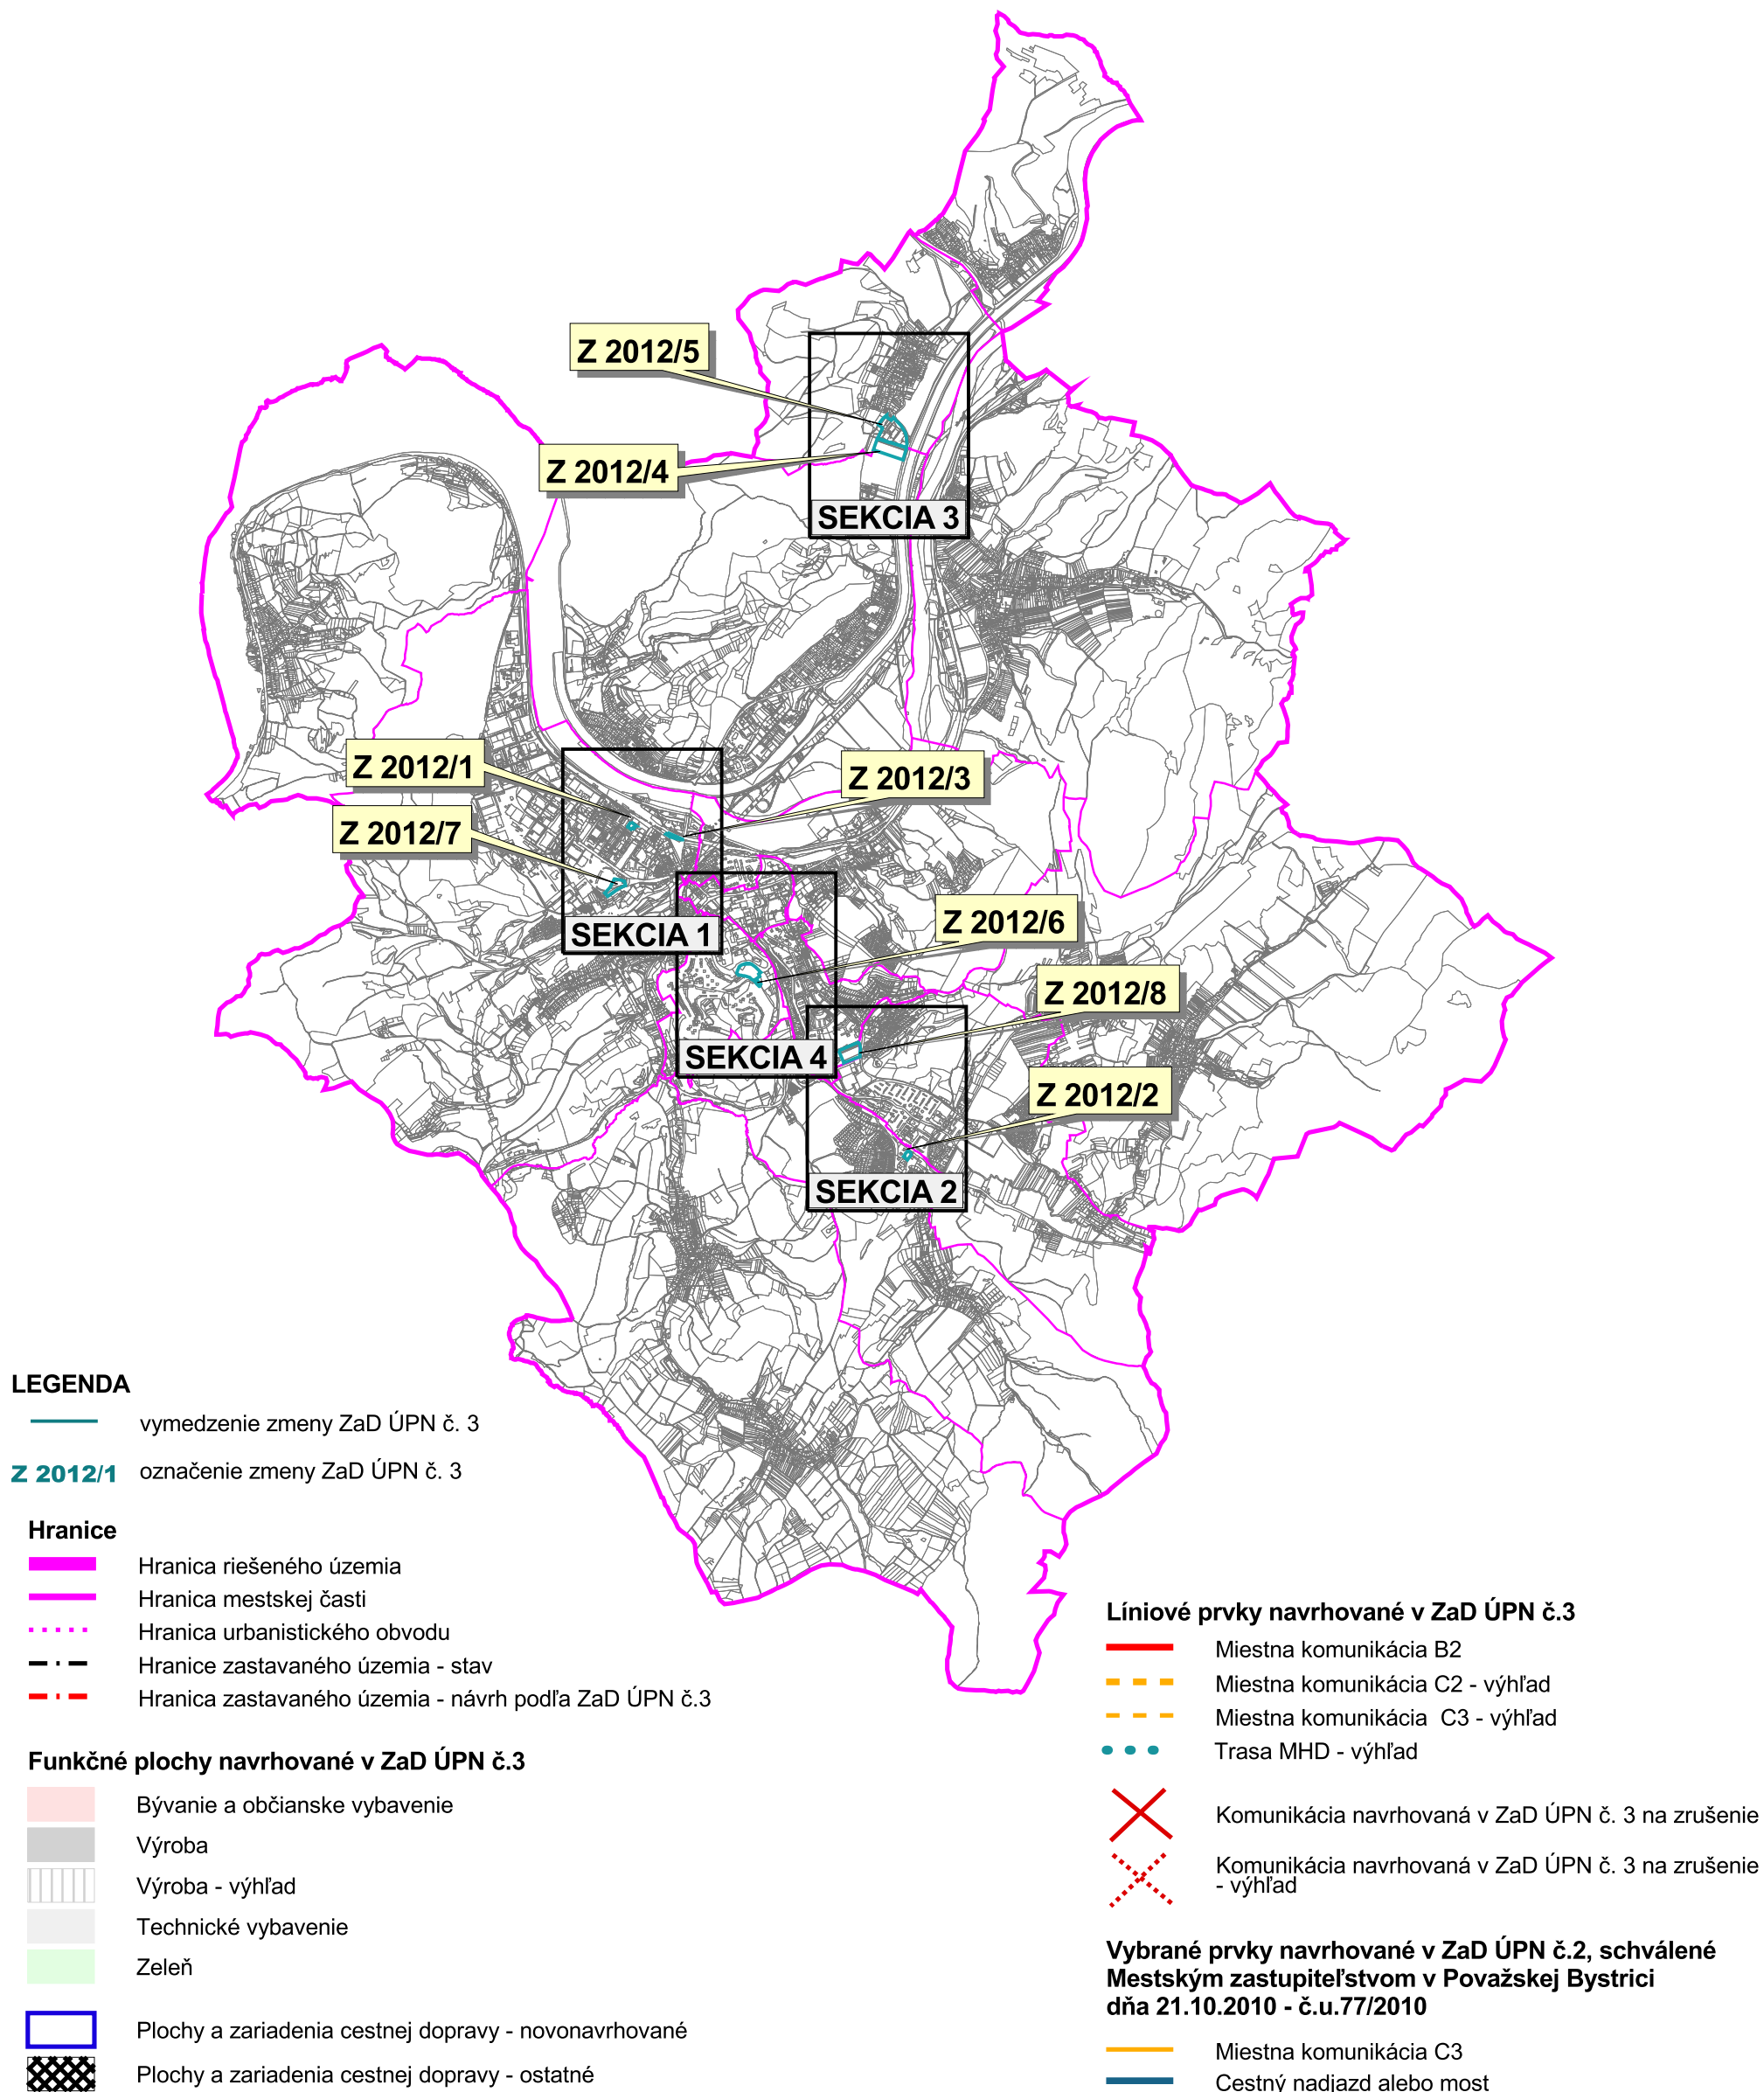 Z 2012/5
Z 2012/4
SEKCIA 3
Z 2012/1
Z 2012/3
Z 2012/7
Z 2012/6
SEKCIA 1
Z 2012/8
SEKCIA 4
Z 2012/2
SEKCIA 2
LEGENDA
vymedzenie zmeny ZaD ÚPN č. 3
Z 2012/1 označenie zmeny ZaD ÚPN č. 3
Hranice
Hranica riešeného územia
Hranica mestskej časti
Hranica urbanistického obvodu
Hranice zastavaného územia - stav
Hranica zastavaného územia - návrh podľa ZaD ÚPN č.3
Funkčné plochy navrhované v ZaD ÚPN č.3
Bývanie a občianske vybavenie
Výroba
Výroba - výhľad
Technické vybavenie
Zeleň
Plochy a zariadenia cestnej dopravy - novonavrhované
Plochy a zariadenia cestnej dopravy - ostatné
Líniové prvky navrhované v ZaD ÚPN č.3
Miestna komunikácia B2
Miestna komunikácia C2 - výhľad
Miestna komunikácia C3 - výhľad
Trasa MHD - výhľad
Komunikácia navrhovaná v ZaD ÚPN č. 3 na zrušenie
Komunikácia navrhovaná v ZaD ÚPN č. 3 na zrušenie
- výhľad
Vybrané prvky navrhované v ZaD ÚPN č.2, schválené
Mestským zastupiteľstvom v Považskej Bystrici
dňa 21.10.2010 - č.u.77/2010
Miestna komunikácia C3
Cestný nadjazd alebo most